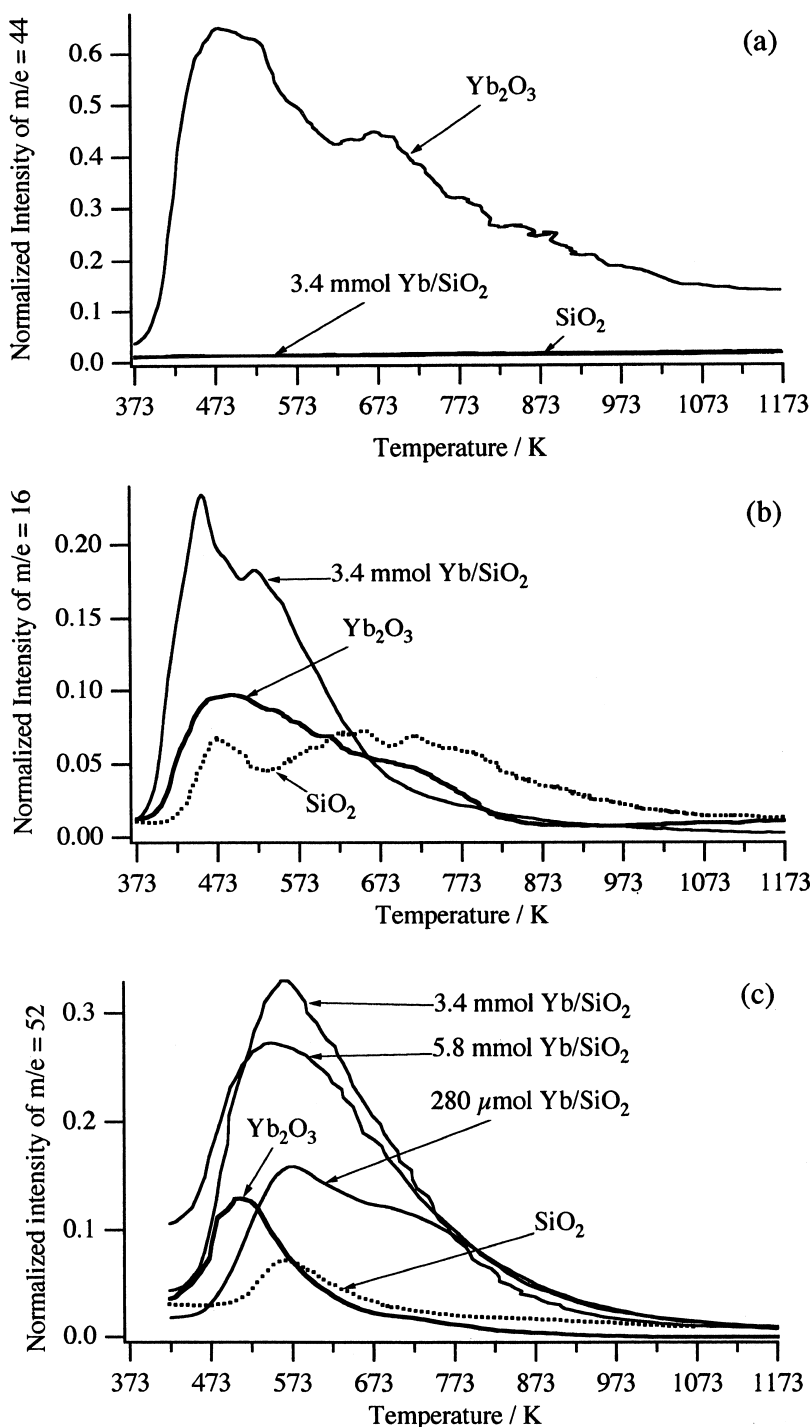 (a)
Normalized Intensity of m/e = 44
0.6
0.5
0.4
0.3
0.2
0.1
0.0
Yb₂O₃
3.4 mmol Yb/SiO₂
SiO₂
373 473 573 673 773 873 973 1073 1173
Temperature / K
(b)
Normalized Intensity of m/e = 16
0.20
0.15
0.10
0.05
0.00
3.4 mmol Yb/SiO₂
Yb₂O₃
SiO₂
373 473 573 673 773 873 973 1073 1173
Temperature / K
(c)
Normalized intensity of m/e = 52
0.3
0.2
0.1
0.0
3.4 mmol Yb/SiO₂
5.8 mmol Yb/SiO₂
280 μmol Yb/SiO₂
Yb₂O₃
SiO₂
373 473 573 673 773 873 973 1073 1173
Temperature / K